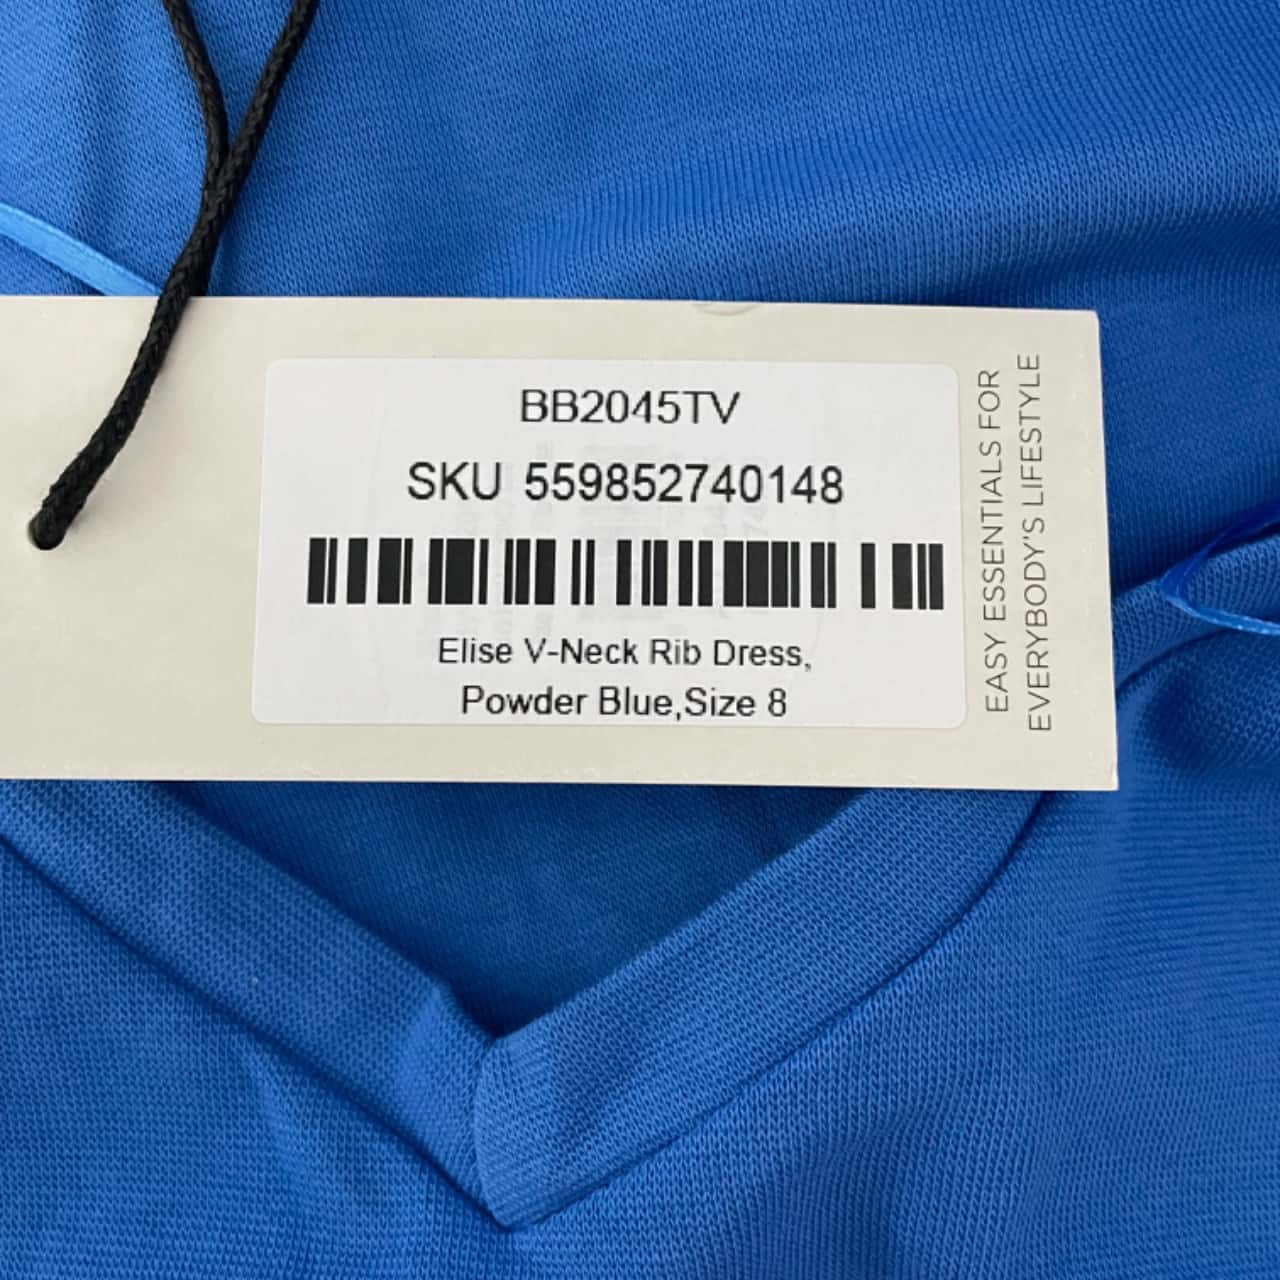 BB2045TV
SKU 559852740148
Elise V-Neck Rib Dress,
Powder Blue,Size 8
EASY ESSENTIALS FOR
EVERYBODY'S LIFESTYLE